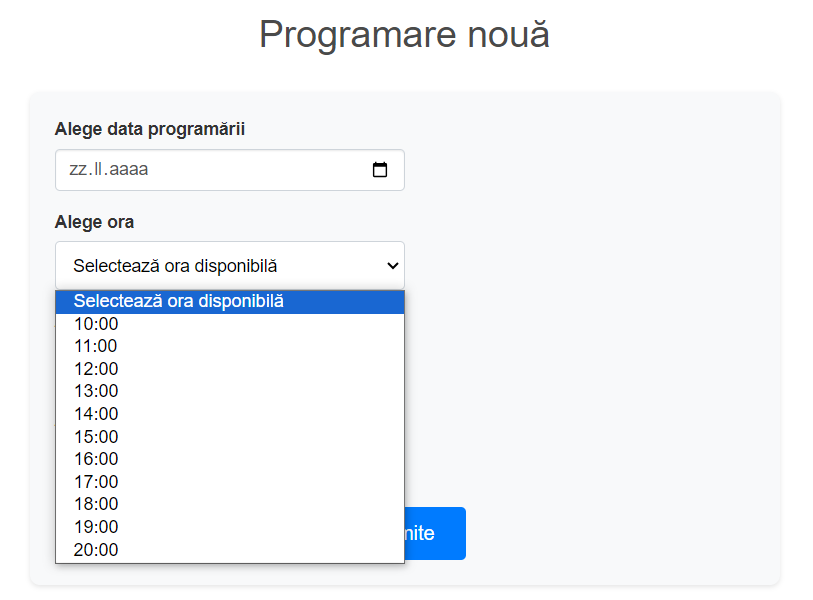 Programare nouă
Alege data programării
zz.ll.aaaa
Alege ora
Selectează ora disponibilă
Selectează ora disponibilă
10:00
11:00
12:00
13:00
14:00
15:00
16:00
17:00
18:00
19:00
20:00